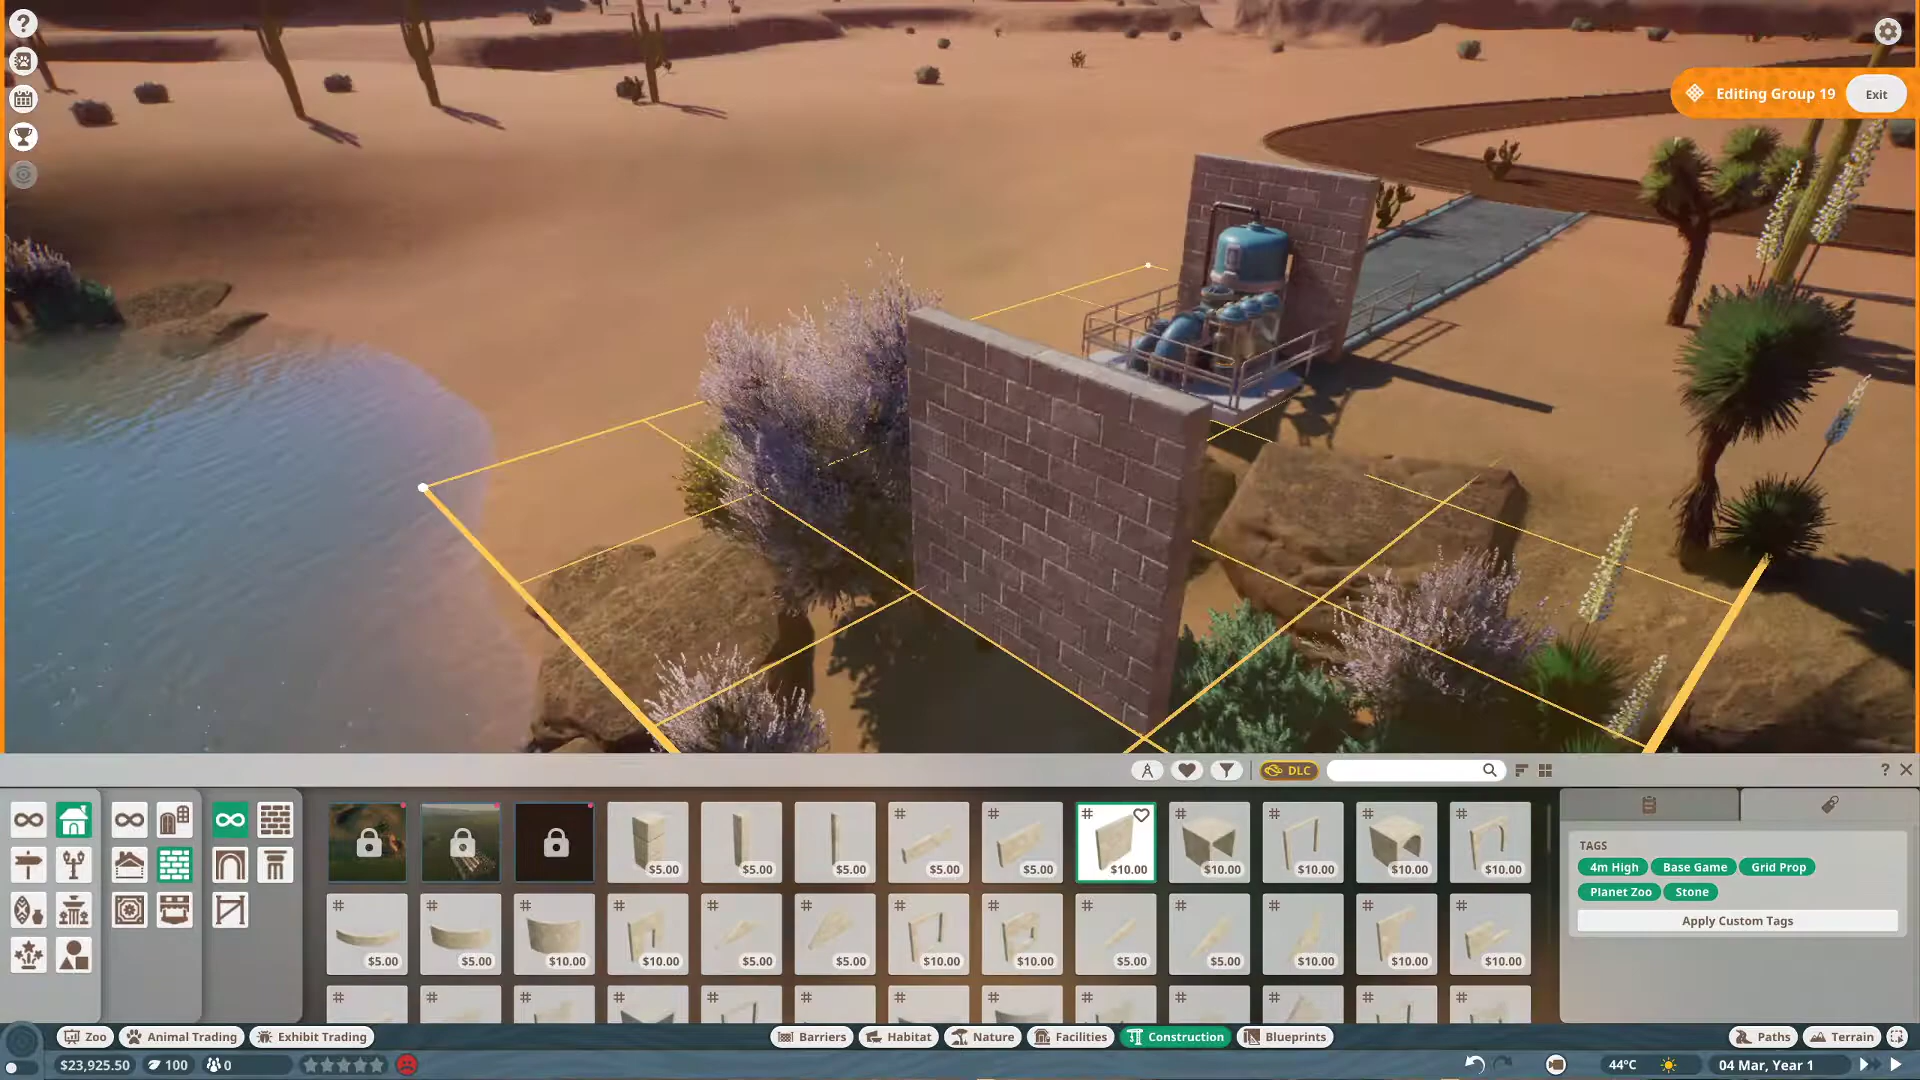 ?
Editing Group 19
Exit
DLC
?
$5.00
$5.00
$5.00
$5.00
$5.00
$10.00
$10.00
$10.00
$10.00
$10.00
$5.00
$5.00
$10.00
$10.00
$5.00
$5.00
$10.00
$10.00
$5.00
$5.00
$10.00
$10.00
$10.00
TAGS
4m High
Base Game
Grid Prop
Planet Zoo
Stone
Apply Custom Tags
Zoo
Animal Trading
Exhibit Trading
Barriers
Habitat
Nature
Facilities
Construction
Blueprints
Paths
Terrain
$23,925.50
100
0
44°C
04 Mar, Year 1